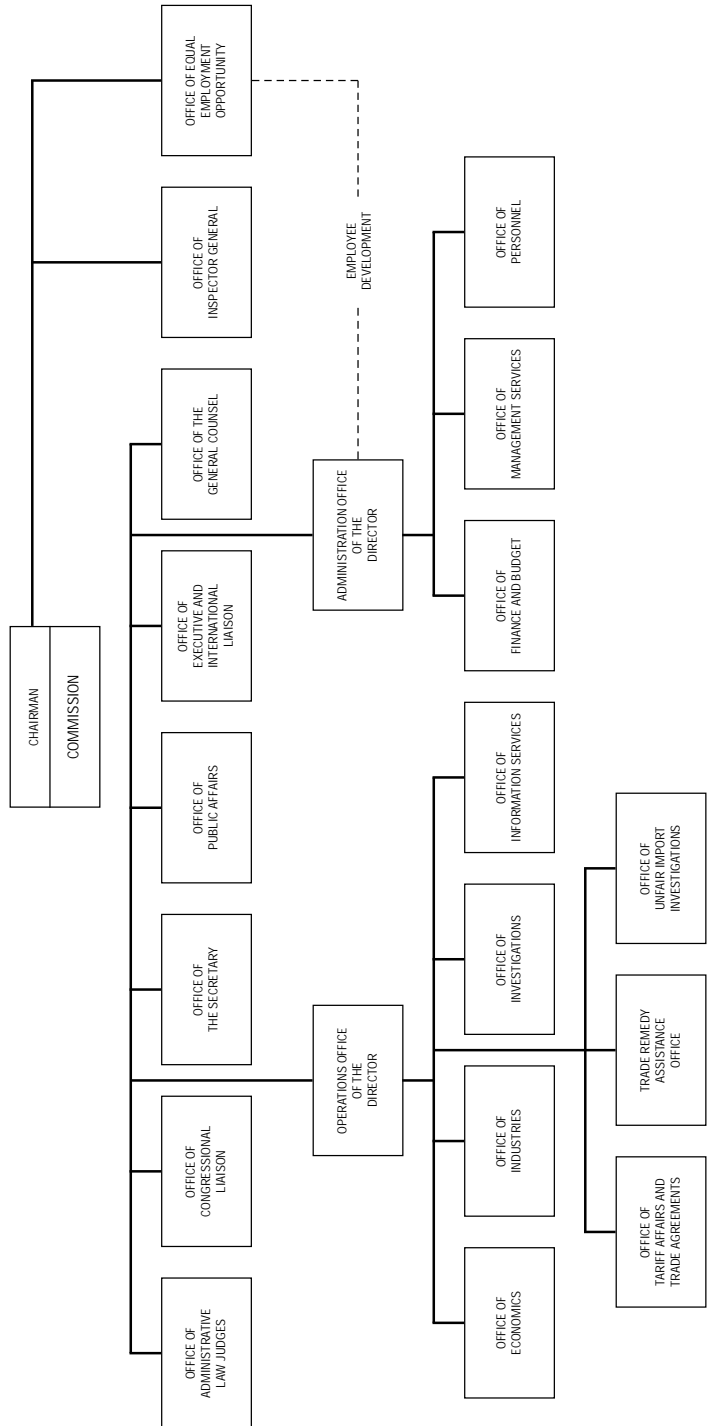 CHAIRMAN
COMMISSION
OFFICE OF
ADMINISTRATIVE
LAW JUDGES
OFFICE OF
CONGRESSIONAL
LIAISON
OFFICE OF
THE SECRETARY
OFFICE OF
PUBLIC AFFAIRS
OFFICE OF
EXECUTIVE AND
INTERNATIONAL
LIAISON
OFFICE OF THE
GENERAL COUNSEL
OFFICE OF
INSPECTOR GENERAL
OFFICE OF EQUAL
EMPLOYMENT
OPPORTUNITY
OPERATIONS OFFICE
OF THE
DIRECTOR
ADMINISTRATION OFFICE
OF THE
DIRECTOR
EMPLOYEE
DEVELOPMENT
OFFICE OF
ECONOMICS
OFFICE OF
INDUSTRIES
OFFICE OF
INVESTIGATIONS
OFFICE OF
INFORMATION SERVICES
OFFICE OF
FINANCE AND BUDGET
OFFICE OF
MANAGEMENT SERVICES
OFFICE OF
PERSONNEL
OFFICE OF
TARIFF AFFAIRS AND
TRADE AGREEMENTS
TRADE REMEDY
ASSISTANCE
OFFICE
OFFICE OF
UNFAIR IMPORT
INVESTIGATIONS